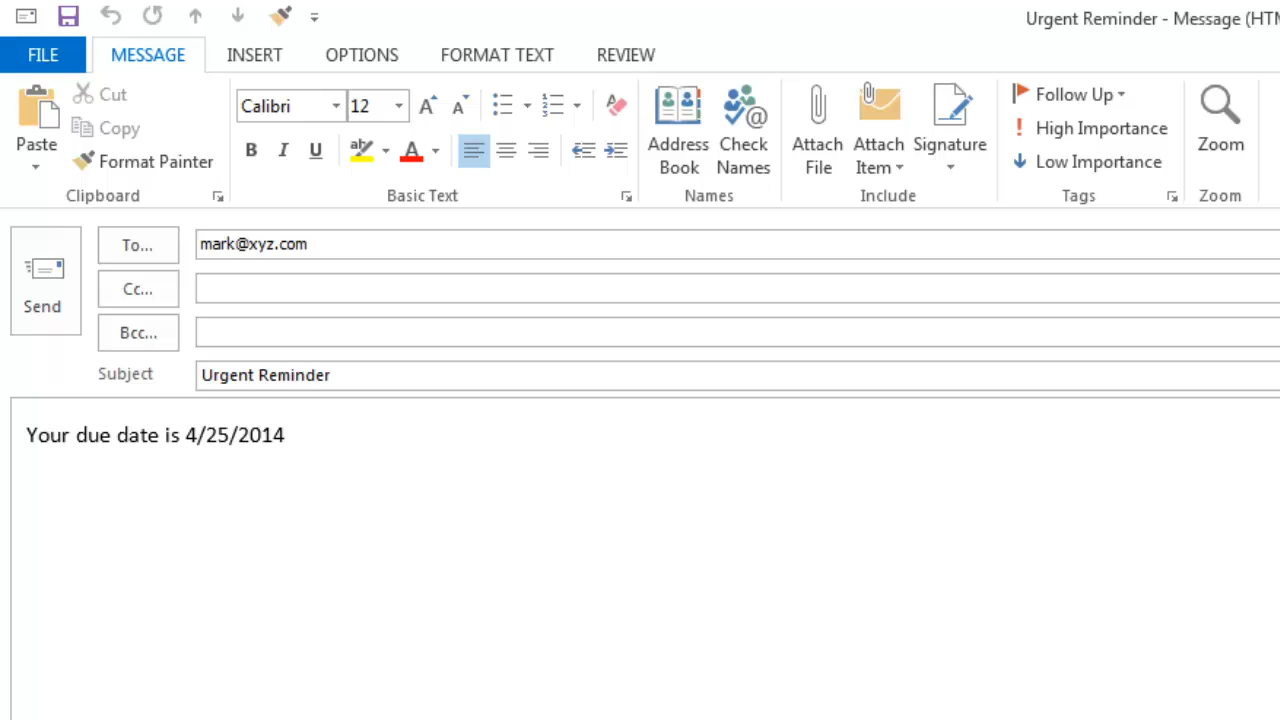 Urgent Reminder - Message (HTM
FILE MESSAGE INSERT OPTIONS FORMAT TEXT REVIEW
Paste
Cut
Copy
Format Painter
Clipboard
Calibri 12
B I U
Basic Text
Address Book
Check Names
Names
Attach File
Attach Item
Signature
Include
Follow Up
High Importance
Low Importance
Tags
Zoom
Zoom
Send
To... mark@xyz.com
Cc...
Bcc...
Subject Urgent Reminder
Your due date is 4/25/2014